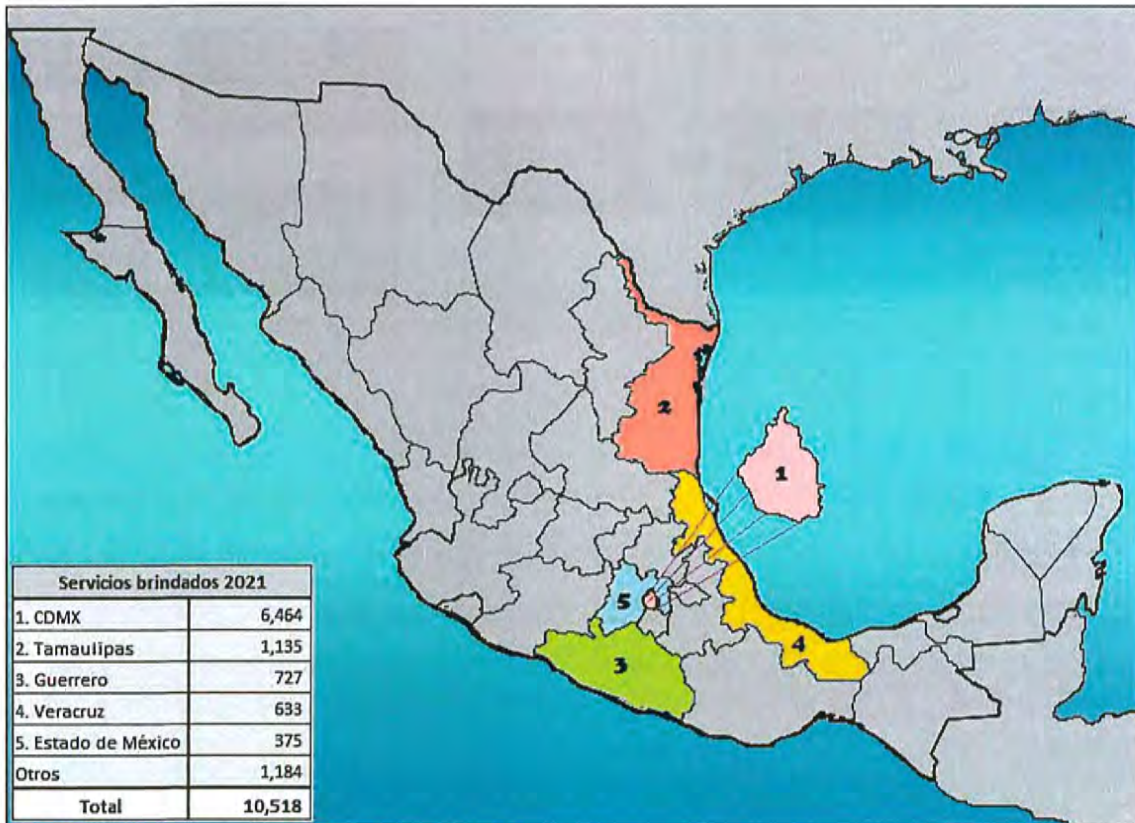 2
1
5
4
3
Servicios brindados 2021
1. CDMX 6,464
2. Tamaulipas 1,135
3. Guerrero 727
4. Veracruz 633
5. Estado de México 375
Otros 1,184
Total 10,518